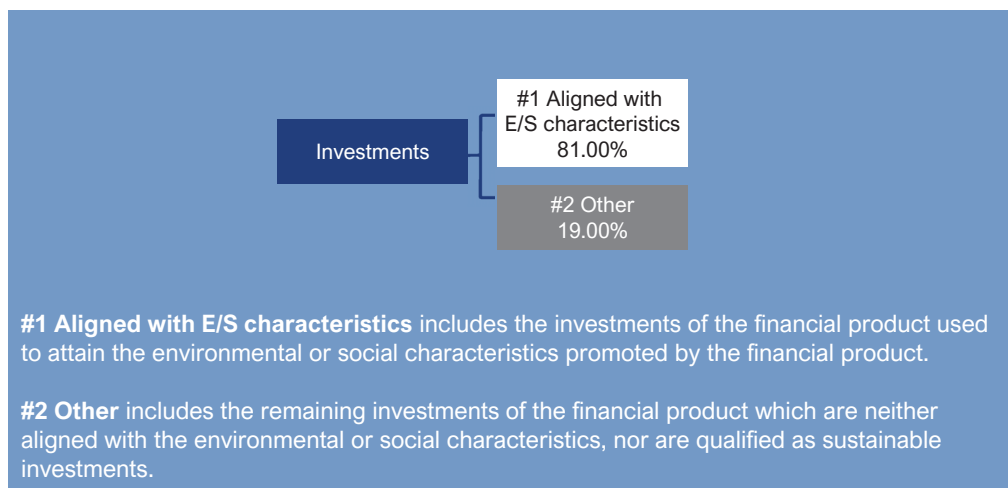 #1 Aligned with
E/S characteristics
81.00%
Investments
#2 Other
19.00%
#1 Aligned with E/S characteristics includes the investments of the financial product used
to attain the environmental or social characteristics promoted by the financial product.
#2 Other includes the remaining investments of the financial product which are neither
aligned with the environmental or social characteristics, nor are qualified as sustainable
investments.